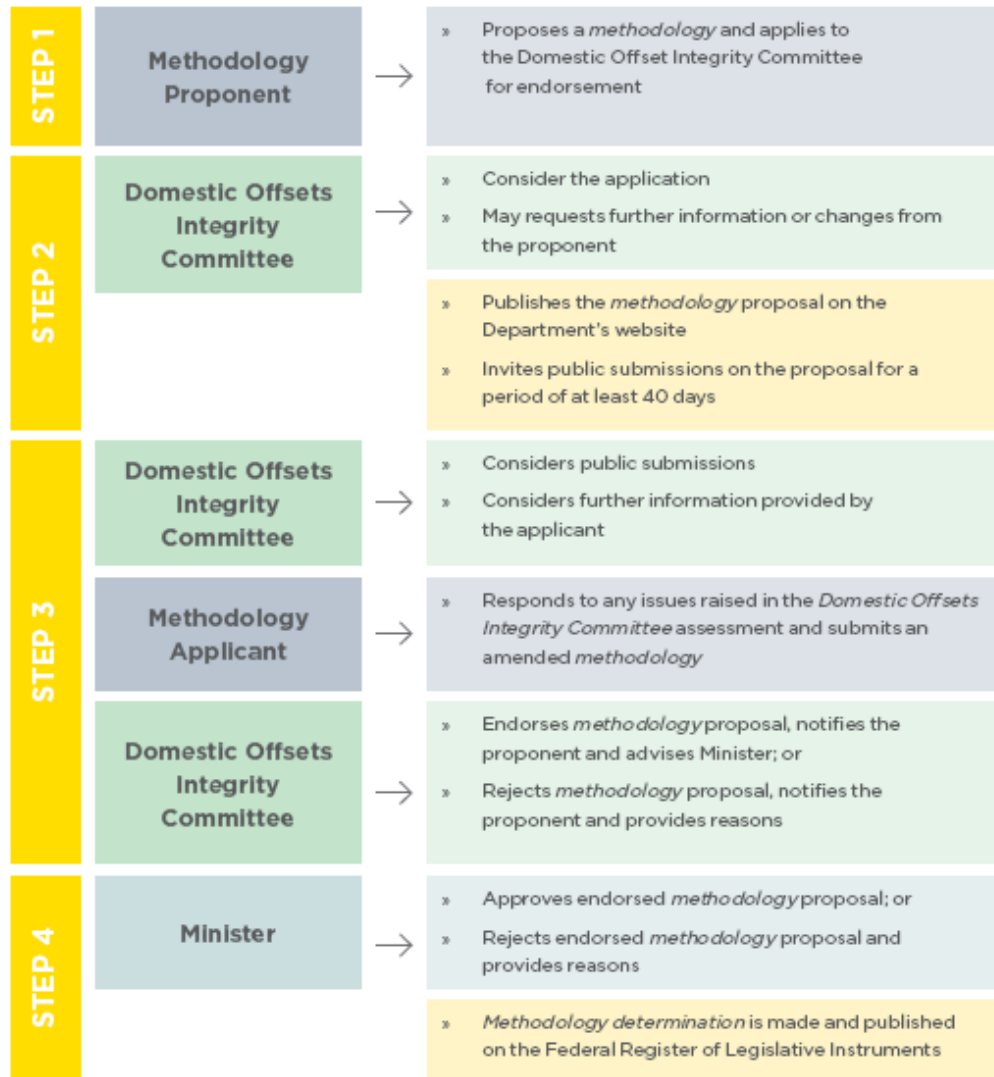 STEP 1
Methodology
Proponent
» Proposes a methodology and applies to
the Domestic Offset Integrity Committee
for endorsement
STEP 2
Domestic Offsets
Integrity
Committee
» Consider the application
» May requests further information or changes from
the proponent
» Publishes the methodology proposal on the
Department's website
» Invites public submissions on the proposal for a
period of at least 40 days
STEP 3
Domestic Offsets
Integrity
Committee
» Considers public submissions
» Considers further information provided by
the applicant
Methodology
Applicant
» Responds to any issues raised in the Domestic Offsets
Integrity Committee assessment and submits an
amended methodology
Domestic Offsets
Integrity
Committee
» Endorses methodology proposal, notifies the
proponent and advises Minister; or
» Rejects methodology proposal, notifies the
proponent and provides reasons
STEP 4
Minister
» Approves endorsed methodology proposal; or
» Rejects endorsed methodology proposal and
provides reasons
» Methodology determination is made and published
on the Federal Register of Legislative Instruments